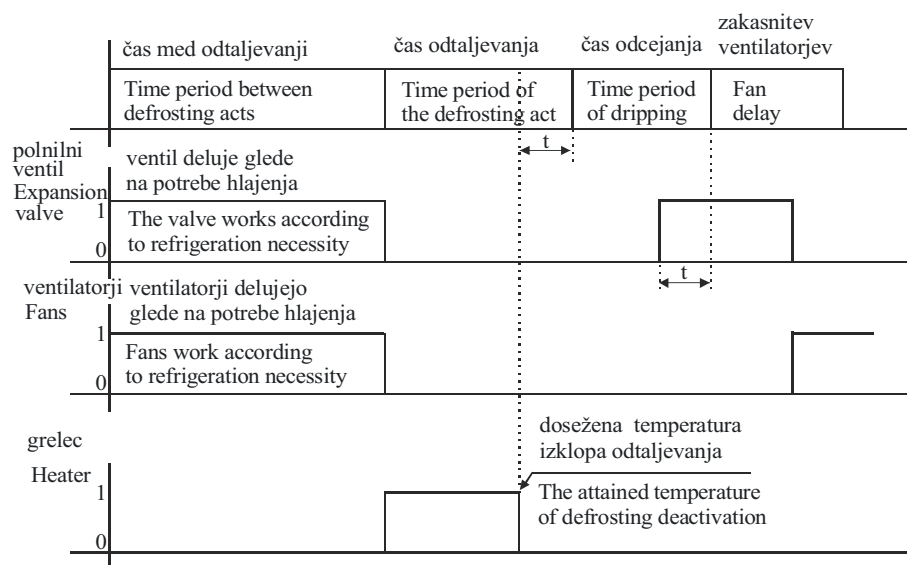 čas med odtaljevanji
čas odtaljevanja
čas odcejanja
zakasnitev
ventilatorjev
Time period between
defrosting acts
Time period of
the defrosting act
Time period
of dripping
Fan
delay
t
polnilni
ventil
Expansion
valve
1
0
ventil deluje glede
na potrebe hlajenja
The valve works according
to refrigeration necessity
t
ventilatorji
Fans
1
0
ventilatorji delujejo
glede na potrebe hlajenja
Fans work according
to refrigeration necessity
grelec
Heater
1
0
dosežena temperatura
izklopa odtaljevanja
The attained temperature
of defrosting deactivation